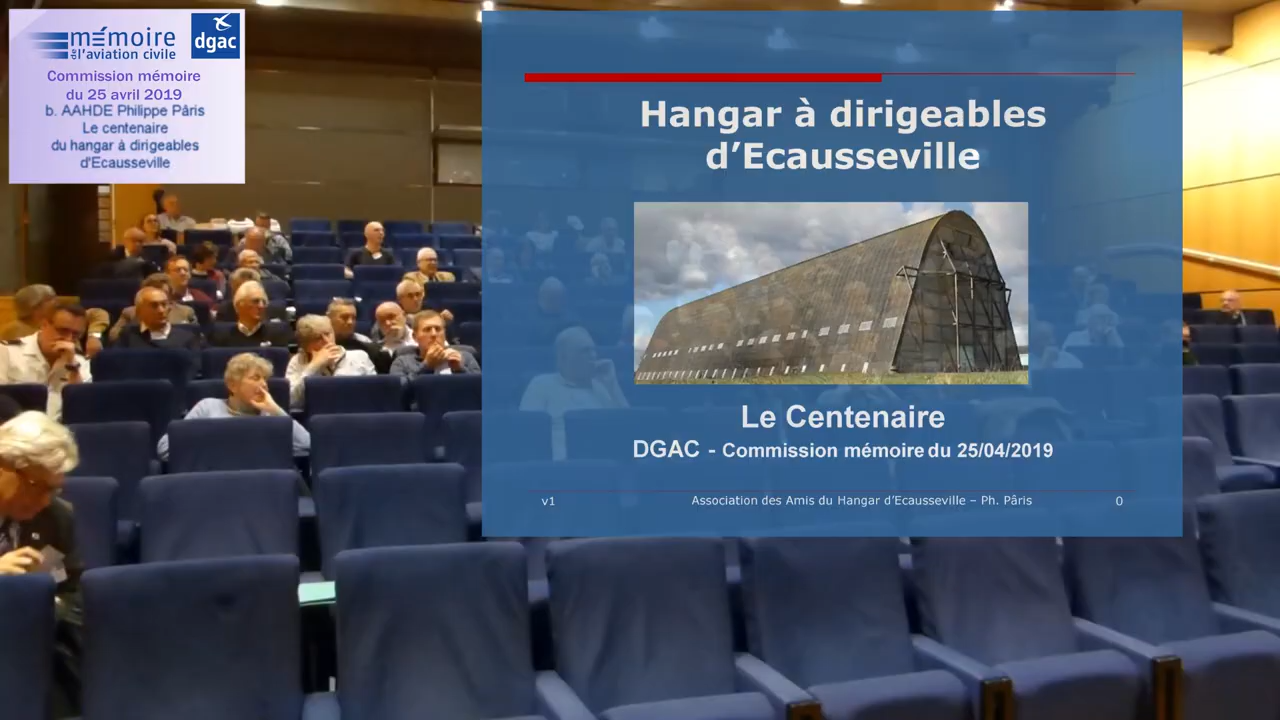 mémoire
de l'aviation civile
dgac
Commission mémoire
du 25 avril 2019
b. AAHDE Philippe Pâris
Le centenaire
du hangar à dirigeables
d'Ecausseville
Hangar à dirigeables
d’Ecausseville
Le Centenaire
DGAC - Commission mémoire du 25/04/2019
v1 Association des Amis du Hangar d’Ecausseville – Ph. Pâris 0